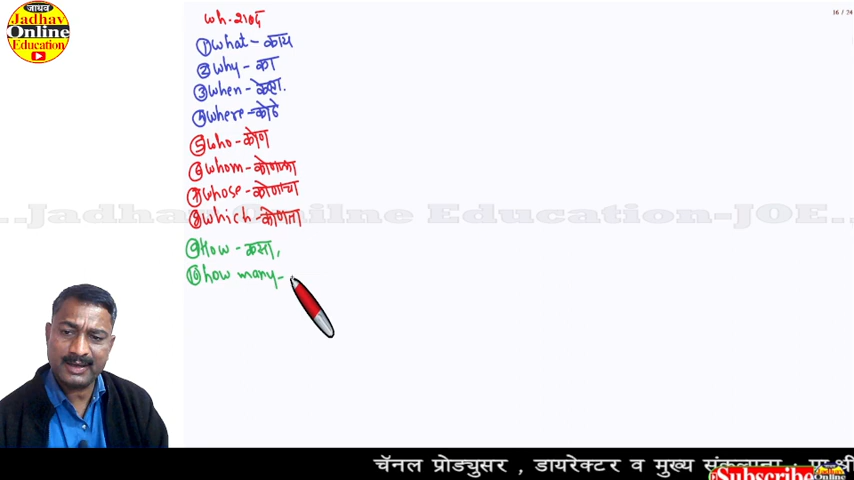 जाधव
Jadhav
Online
Education
16 / 24
Wh. शब्द
① What - काय
② Why - का
③ When - केव्हा.
④ Where - कोठे
⑤ Who - कोण
⑥ Whom - कोणाला
⑦ Whose - कोणाचा
⑧ Which - कोणता
⑨ How - कसा,
⑩ how many -
..Jadhav Online Education-JOE..
चॅनल प्रोड्युसर , डायरेक्टर व मुख्य संकलाना :
Subscribe
Jadhav
Online